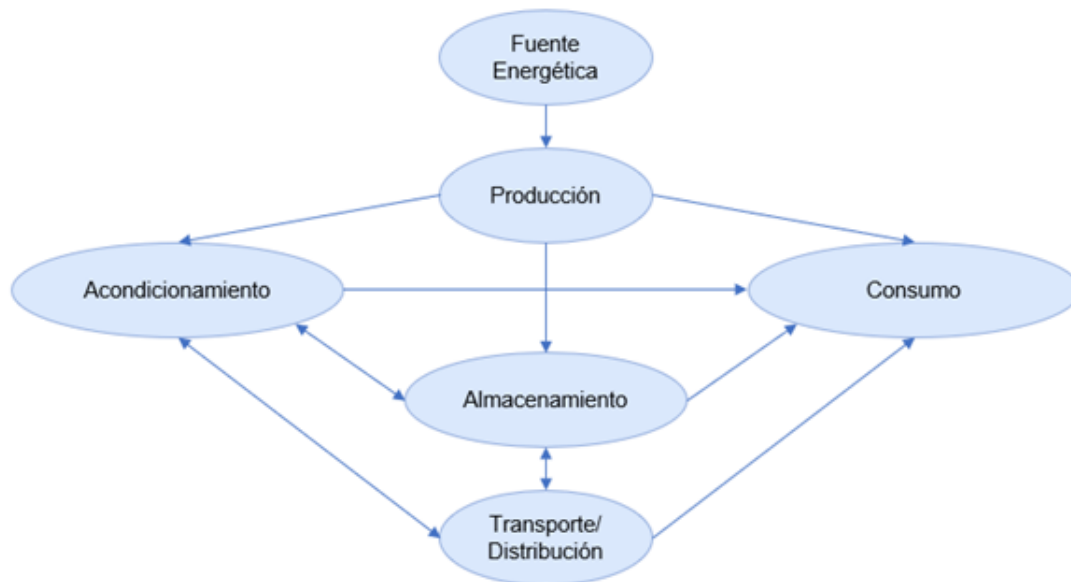 Fuente
Energética
Producción
Acondicionamiento
Consumo
Almacenamiento
Transporte/
Distribución